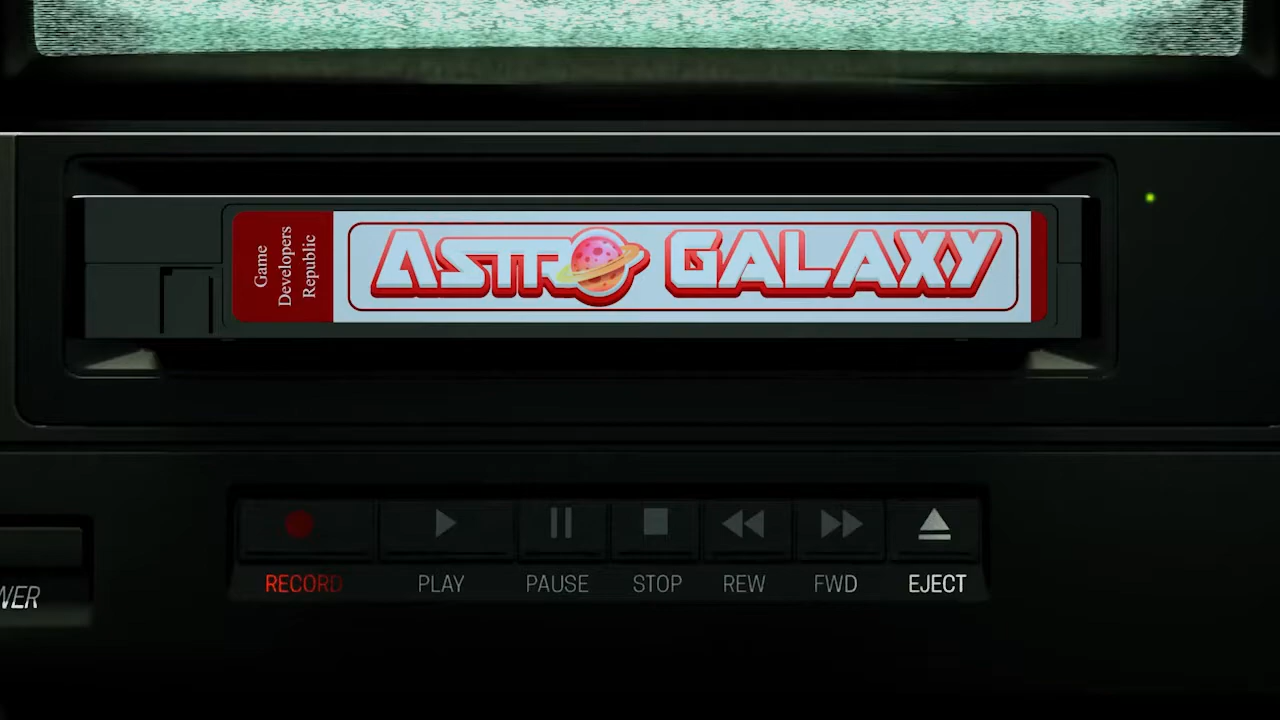 Game
Developers
Republic
ASTRO GALAXY
RECORD PLAY PAUSE STOP REW FWD EJECT